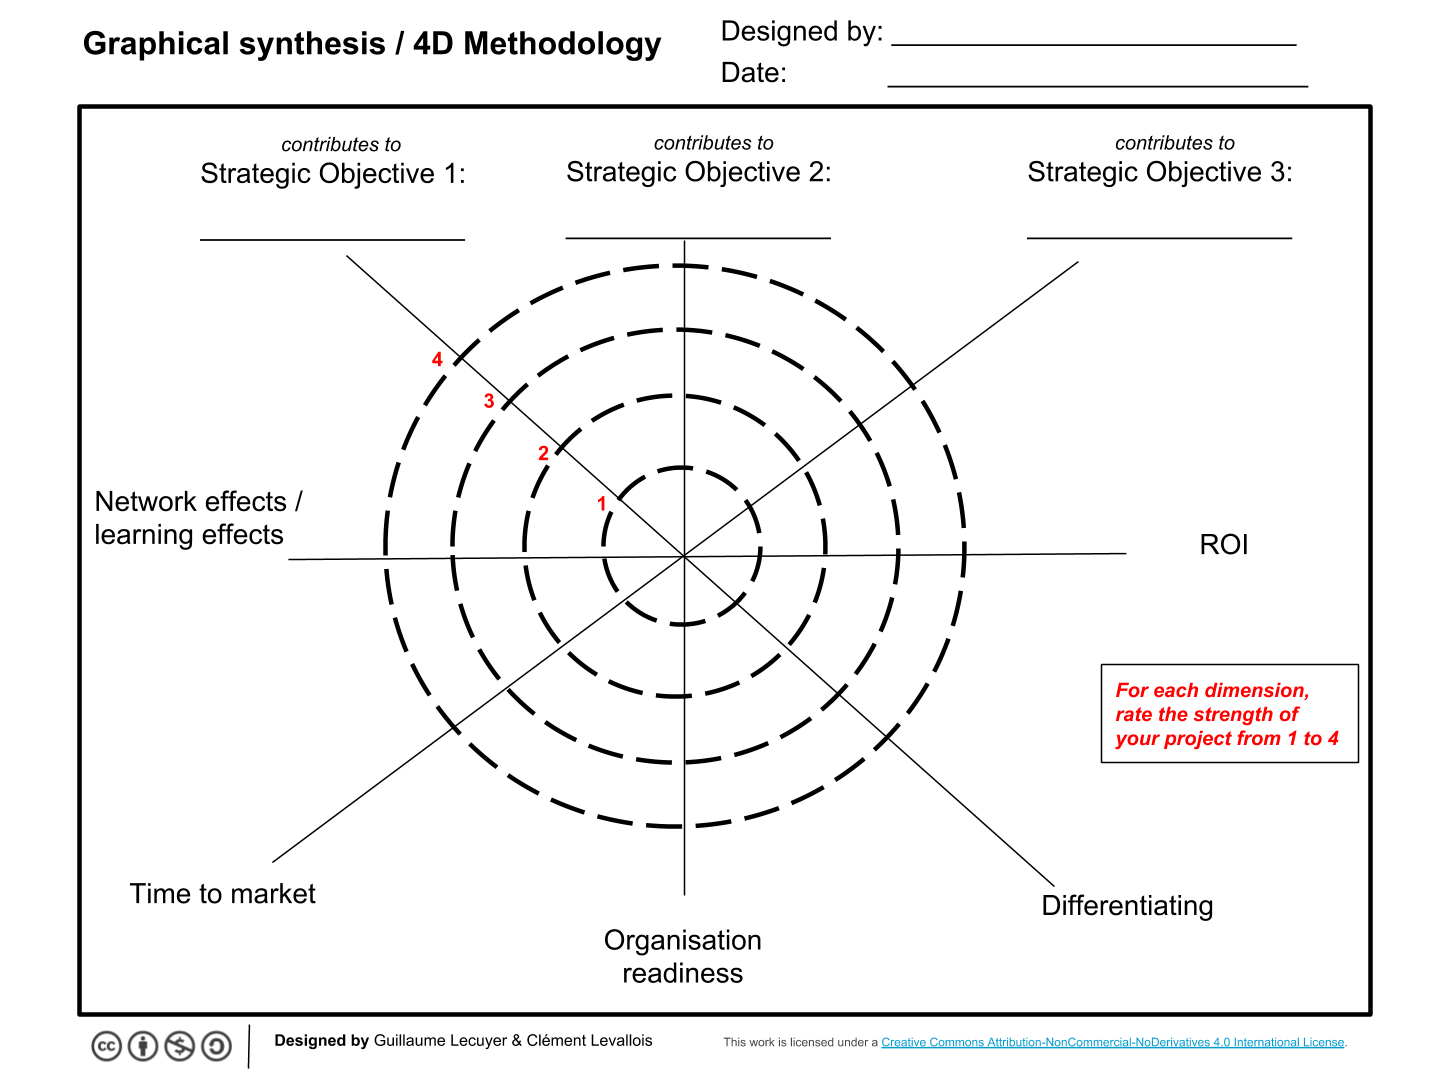 Graphical synthesis / 4D Methodology
Designed by:
Date:
contributes to
Strategic Objective 1:
contributes to
Strategic Objective 2:
contributes to
Strategic Objective 3:
4
3
2
1
Network effects /
learning effects
ROI
For each dimension,
rate the strength of
your project from 1 to 4
Time to market
Differentiating
Organisation
readiness
cc
Designed by Guillaume Lecuyer & Clément Levallois
This work is licensed under a Creative Commons Attribution-NonCommercial-NoDerivatives 4.0 International License.